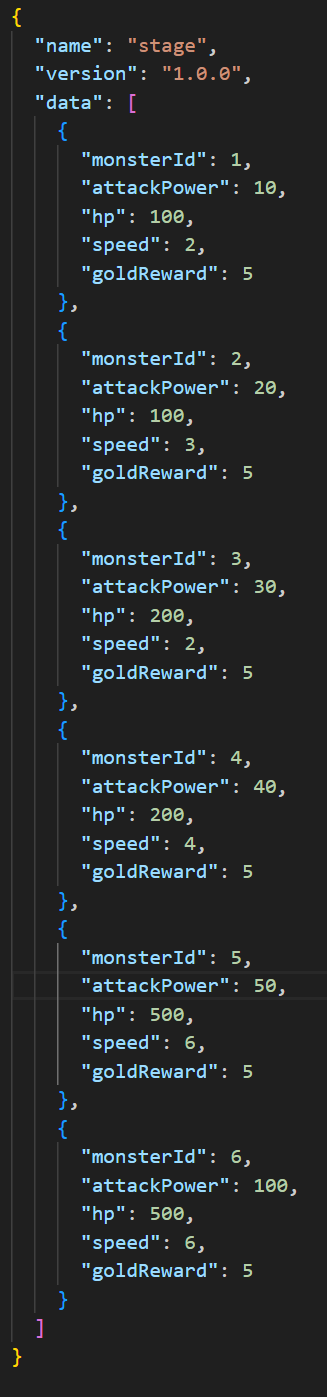 {
  "name": "stage",
  "version": "1.0.0",
  "data": [
    {
      "monsterId": 1,
      "attackPower": 10,
      "hp": 100,
      "speed": 2,
      "goldReward": 5
    },
    {
      "monsterId": 2,
      "attackPower": 20,
      "hp": 100,
      "speed": 3,
      "goldReward": 5
    },
    {
      "monsterId": 3,
      "attackPower": 30,
      "hp": 200,
      "speed": 2,
      "goldReward": 5
    },
    {
      "monsterId": 4,
      "attackPower": 40,
      "hp": 200,
      "speed": 4,
      "goldReward": 5
    },
    {
      "monsterId": 5,
      "attackPower": 50,
      "hp": 500,
      "speed": 6,
      "goldReward": 5
    },
    {
      "monsterId": 6,
      "attackPower": 100,
      "hp": 500,
      "speed": 6,
      "goldReward": 5
    }
  ]
}